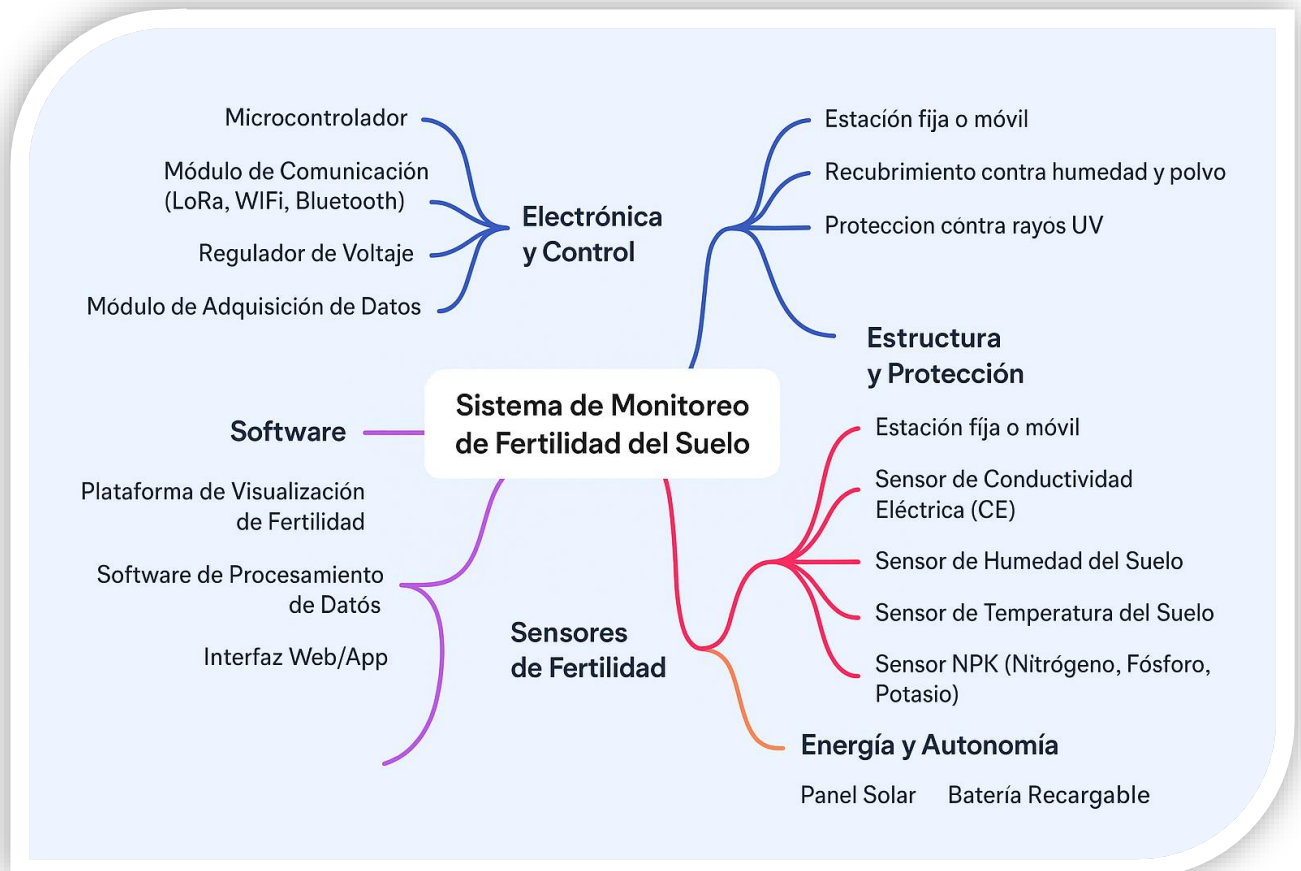 Microcontrolador
Módulo de Comunicación
(LoRa, WIFi, Bluetooth)
Regulador de Voltaje
Módulo de Adquisición de Datos
Electrónica
y Control
Estacíón fija o móvil
Recubrimiento contra humedad y polvo
Proteccion cóntra rayos UV
Estructura
y Protección
Sistema de Monitoreo
de Fertilidad del Suelo
Software
Plataforma de Visualización
de Fertilidad
Software de Procesamiento
de Datós
Interfaz Web/App
Sensores
de Fertilidad
Estación fíja o móvil
Sensor de Conductividad
Eléctrica (CE)
Sensor de Humedad del Suelo
Sensor de Temperatura del Suelo
Sensor NPK (Nítrógeno, Fósforo,
Potasio)
Energía y Autonomía
Panel Solar Batería Recargable